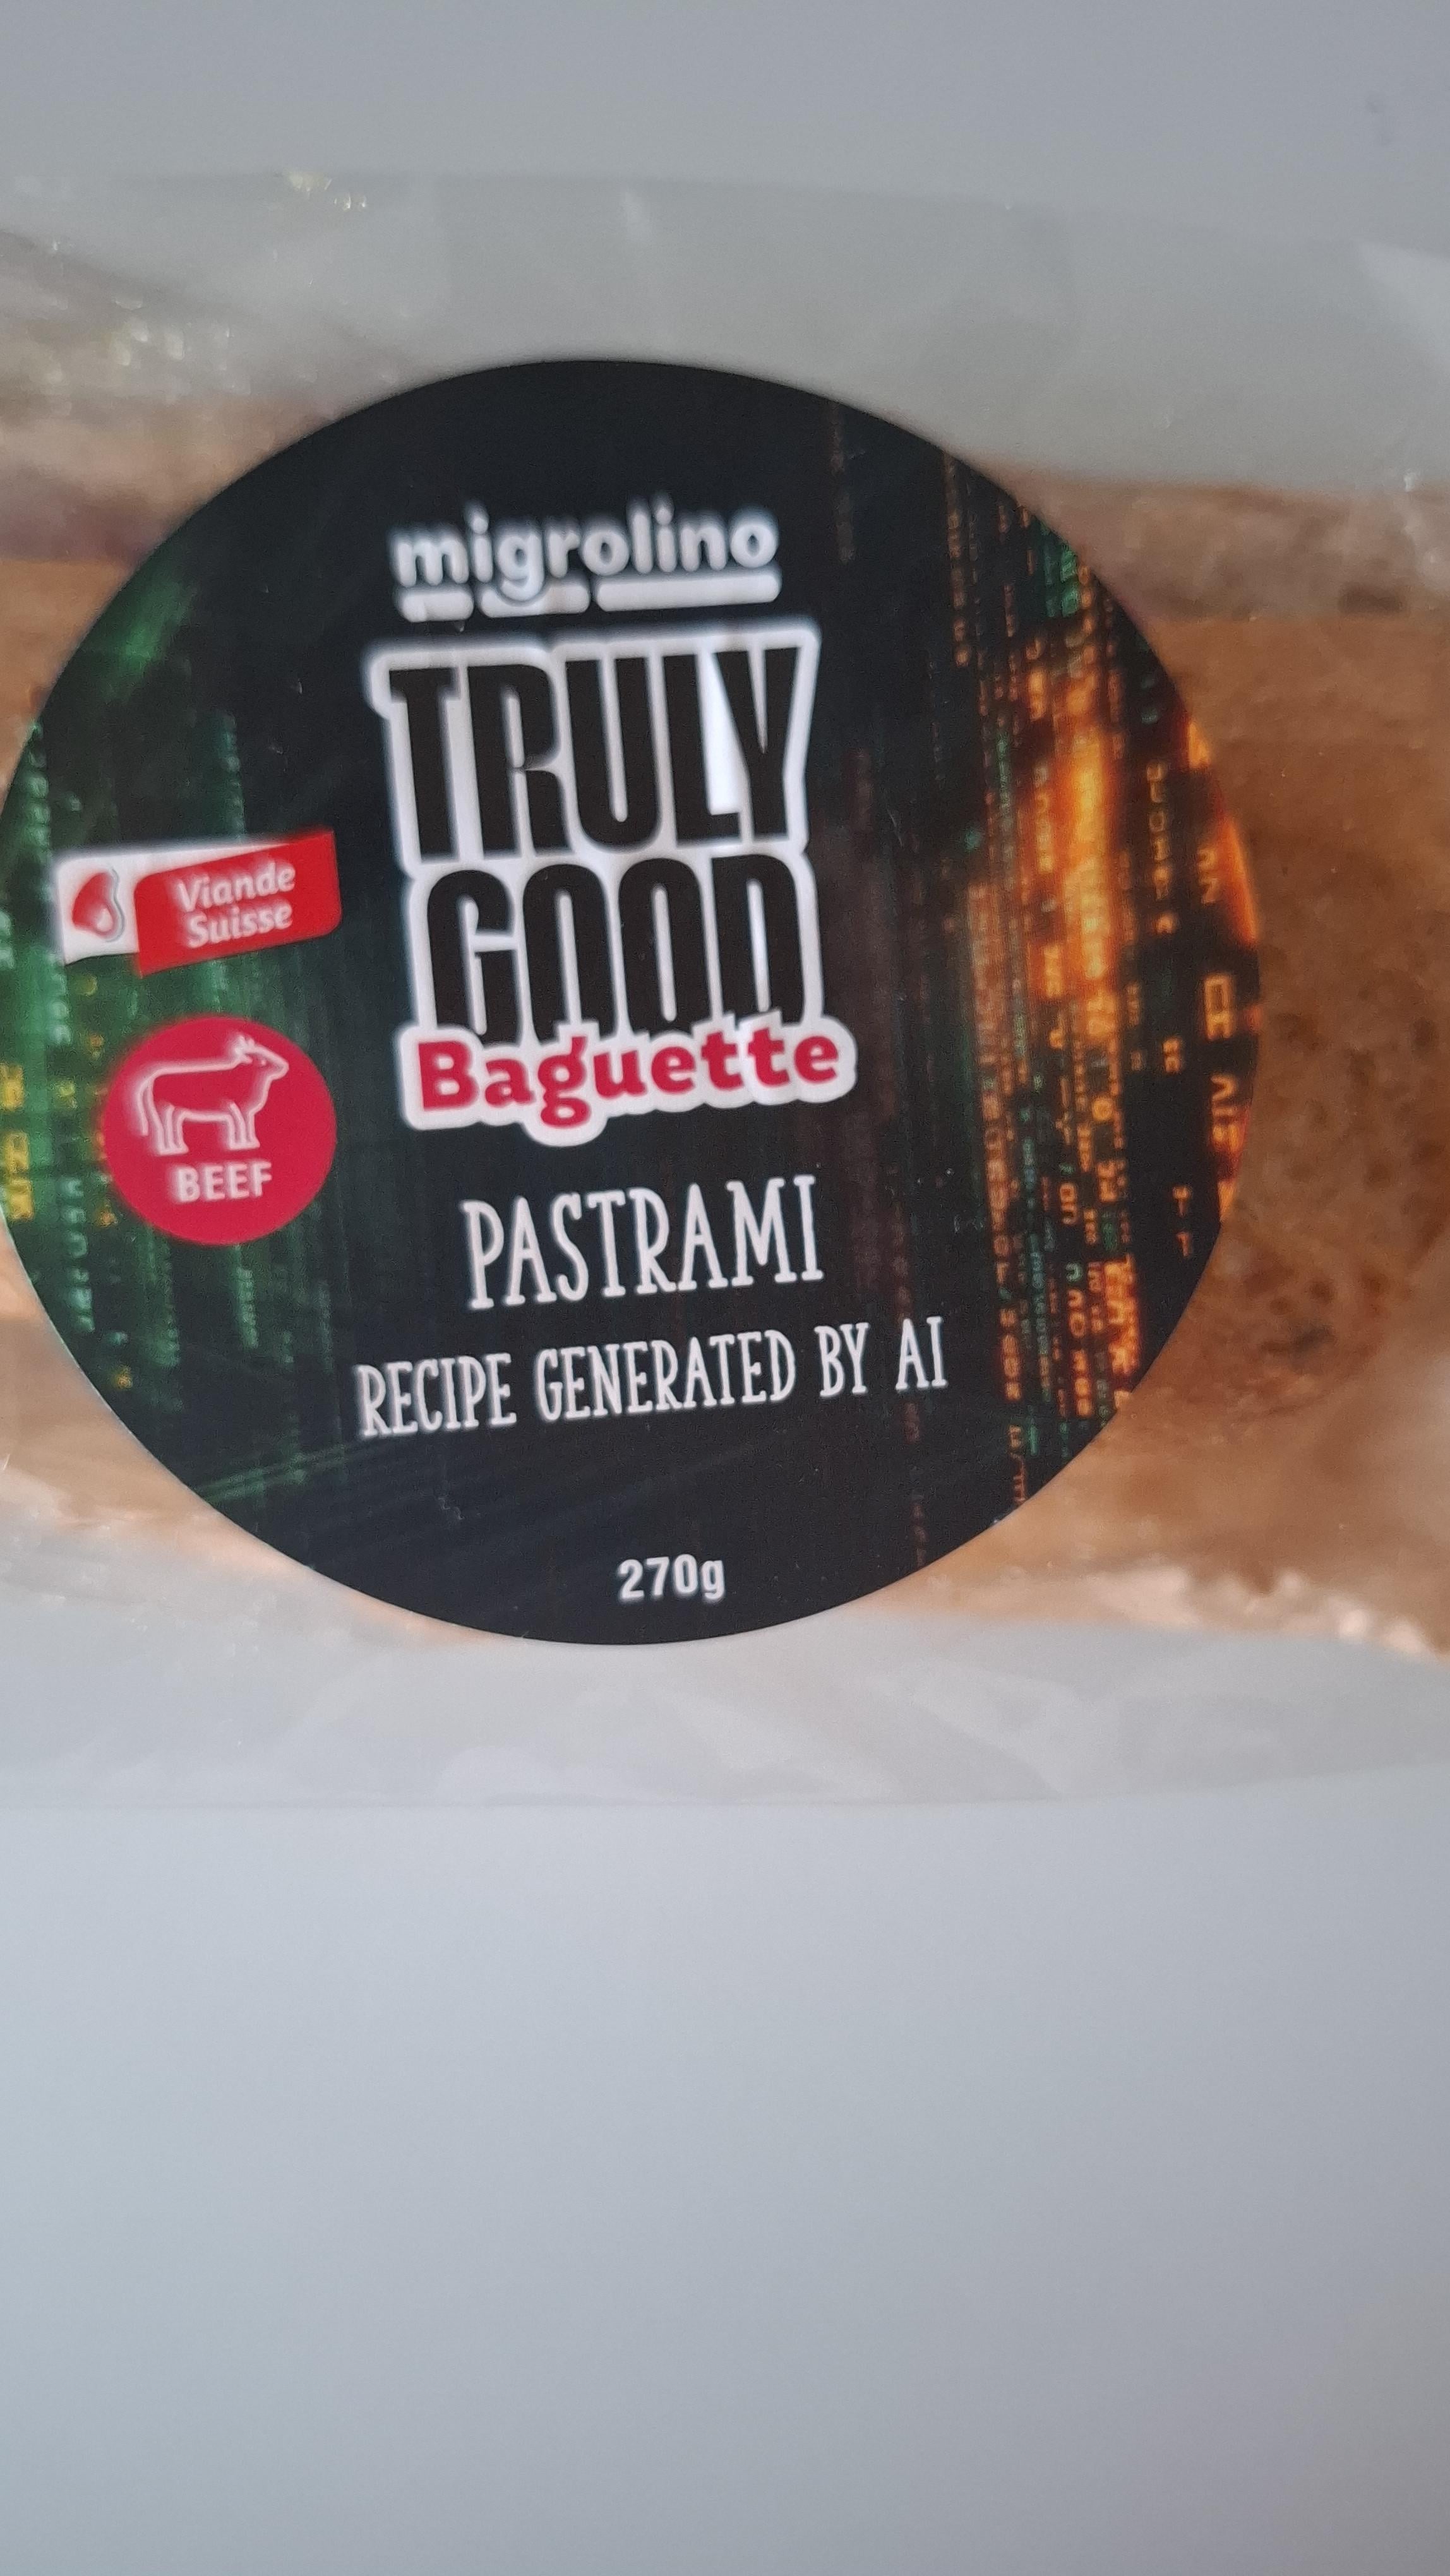 migrolino
TRULY
GOOD
Baguette
Viande
Suisse
BEEF
PASTRAMI
RECIPE GENERATED BY AI
270g